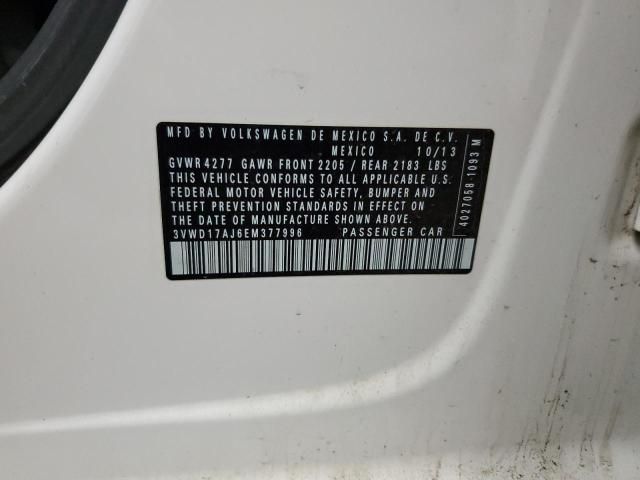 MFD BY VOLKSWAGEN DE MEXICO S.A. DE C.V.
MEXICO 10/13
GVWR 4277 GAWR FRONT 2205 / REAR 2183 LBS
THIS VEHICLE CONFORMS TO ALL APPLICABLE U.S.
FEDERAL MOTOR VEHICLE SAFETY, BUMPER AND
THEFT PREVENTION STANDARDS IN EFFECT ON THE
DATE OF MANUFACTURE SHOWN ABOVE.
3VWD17AJ6EM377996 PASSENGER CAR
4027058-1093 M